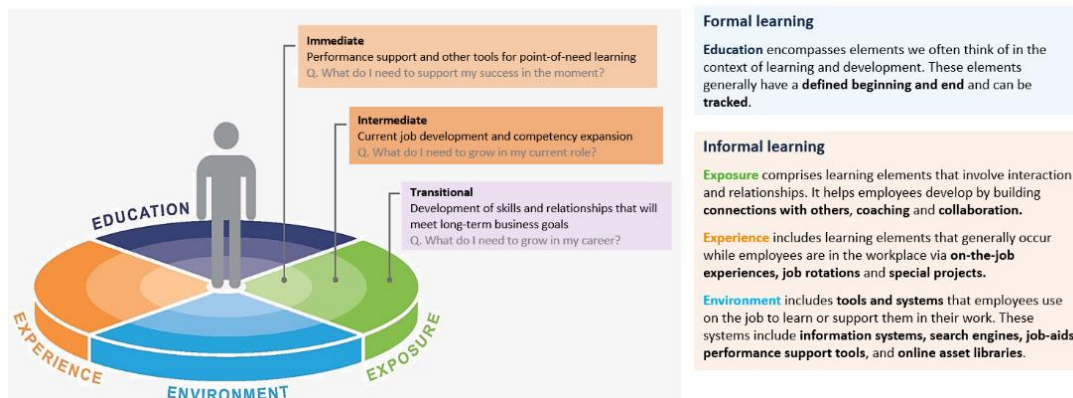 Immediate
Performance support and other tools for point-of-need learning
Q. What do I need to support my success in the moment?
Intermediate
Current job development and competency expansion
Q. What do I need to grow in my current role?
Transitional
Development of skills and relationships that will
meet long-term business goals
Q. What do I need to grow in my career?
EDUCATION
EXPERIENCE
ENVIRONMENT
EXPOSURE
Formal learning
Education encompasses elements we often think of in the
context of learning and development. These elements
generally have a defined beginning and end and can be
tracked.
Informal learning
Exposure comprises learning elements that involve interaction
and relationships. It helps employees develop by building
connections with others, coaching and collaboration.
Experience includes learning elements that generally occur
while employees are in the workplace via on-the-job
experiences, job rotations and special projects.
Environment includes tools and systems that employees use
on the job to learn or support them in their work. These
systems include information systems, search engines, job-aids
performance support tools, and online asset libraries.